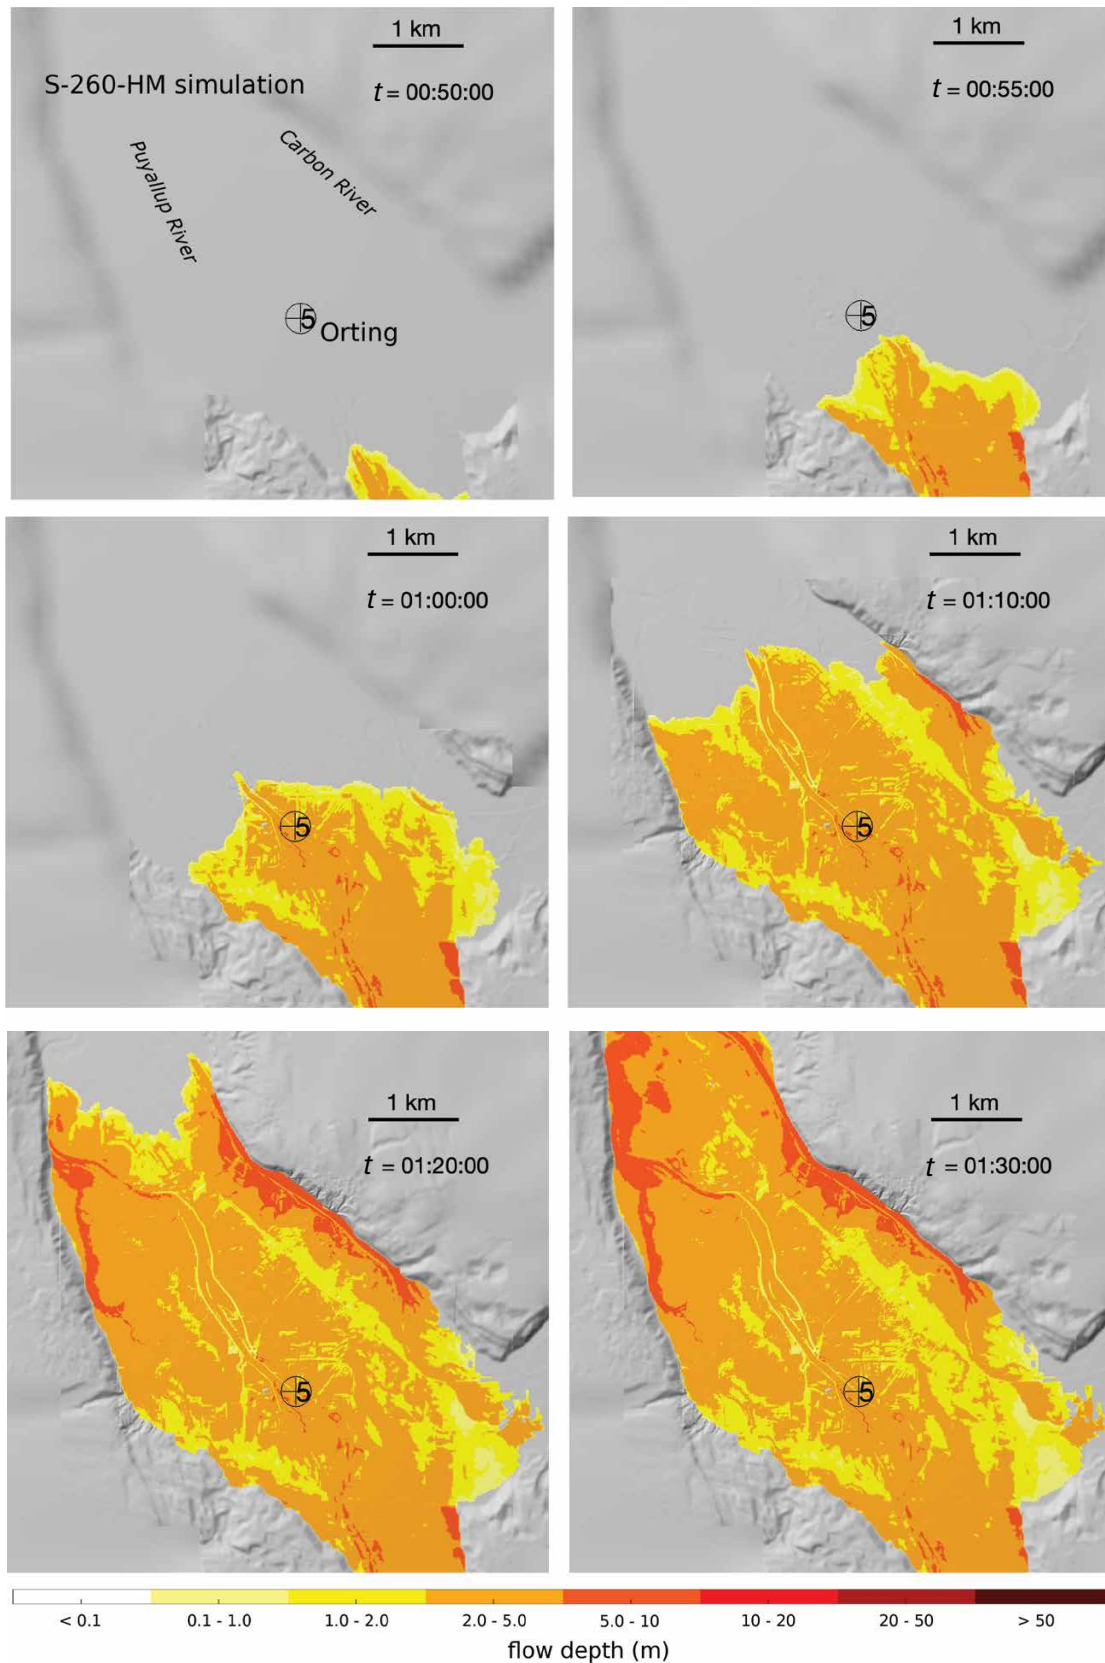 1 km
1 km
S-260-HM simulation
t = 00:50:00
t = 00:55:00
Puyallup River
Carbon River
5
Orting
5
1 km
1 km
t = 01:00:00
t = 01:10:00
5
5
1 km
1 km
t = 01:20:00
t = 01:30:00
5
5
< 0.1
0.1 - 1.0
1.0 - 2.0
2.0 - 5.0
5.0 - 10
10 - 20
20 - 50
> 50
flow depth (m)